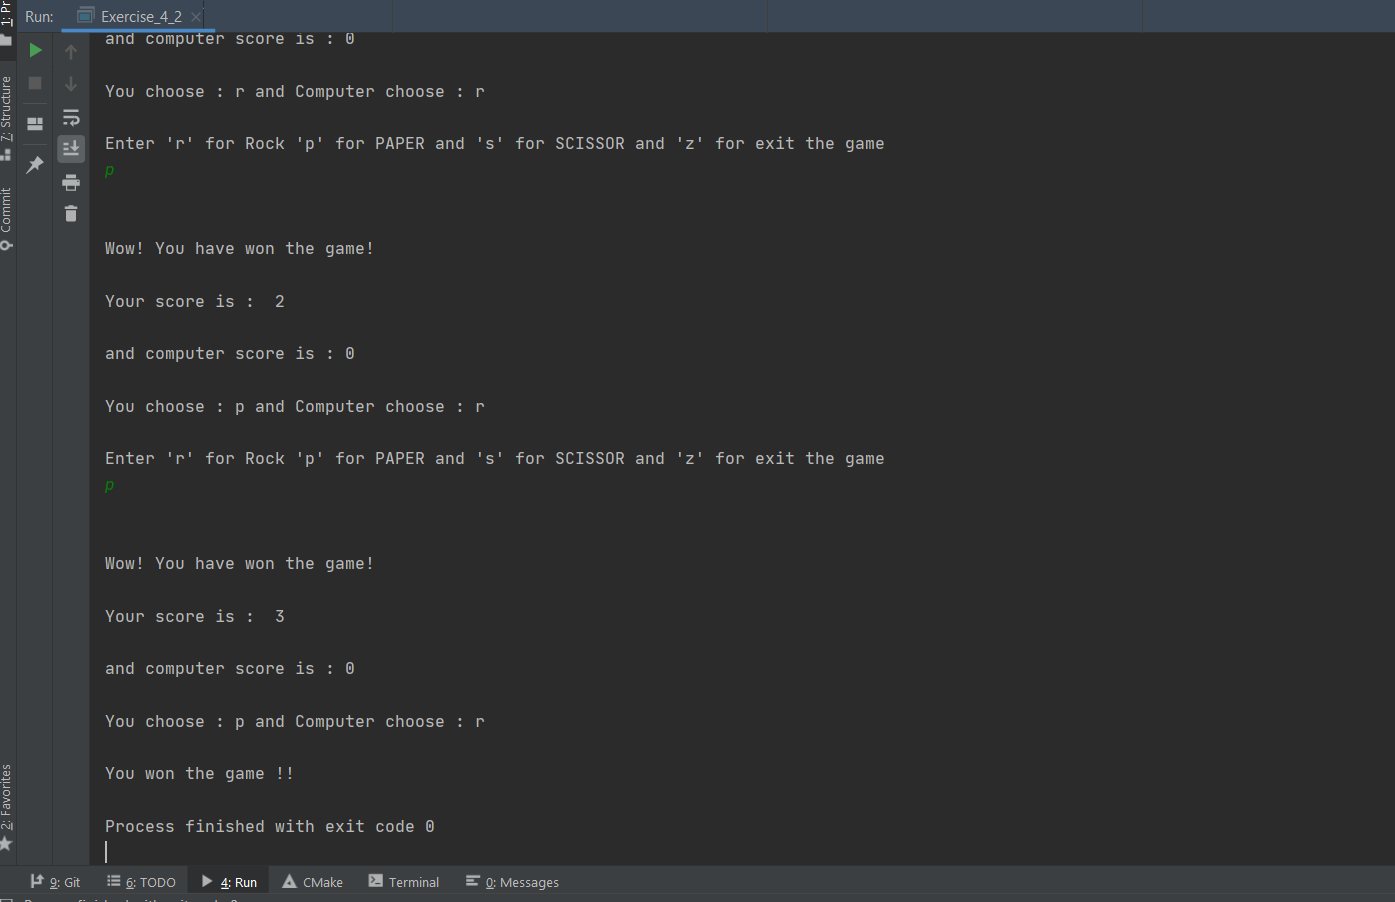 Run: Exercise_4_2
1: Pr
and computer score is : 0
You choose : r and Computer choose : r
Enter 'r' for Rock 'p' for PAPER and 's' for SCISSOR and 'z' for exit the game
p
Wow! You have won the game!
Your score is :  2
and computer score is : 0
You choose : p and Computer choose : r
Enter 'r' for Rock 'p' for PAPER and 's' for SCISSOR and 'z' for exit the game
p
Wow! You have won the game!
Your score is :  3
and computer score is : 0
You choose : p and Computer choose : r
You won the game !!
Process finished with exit code 0
7: Structure
Commit
2: Favorites
9: Git 6: TODO 4: Run CMake Terminal 0: Messages